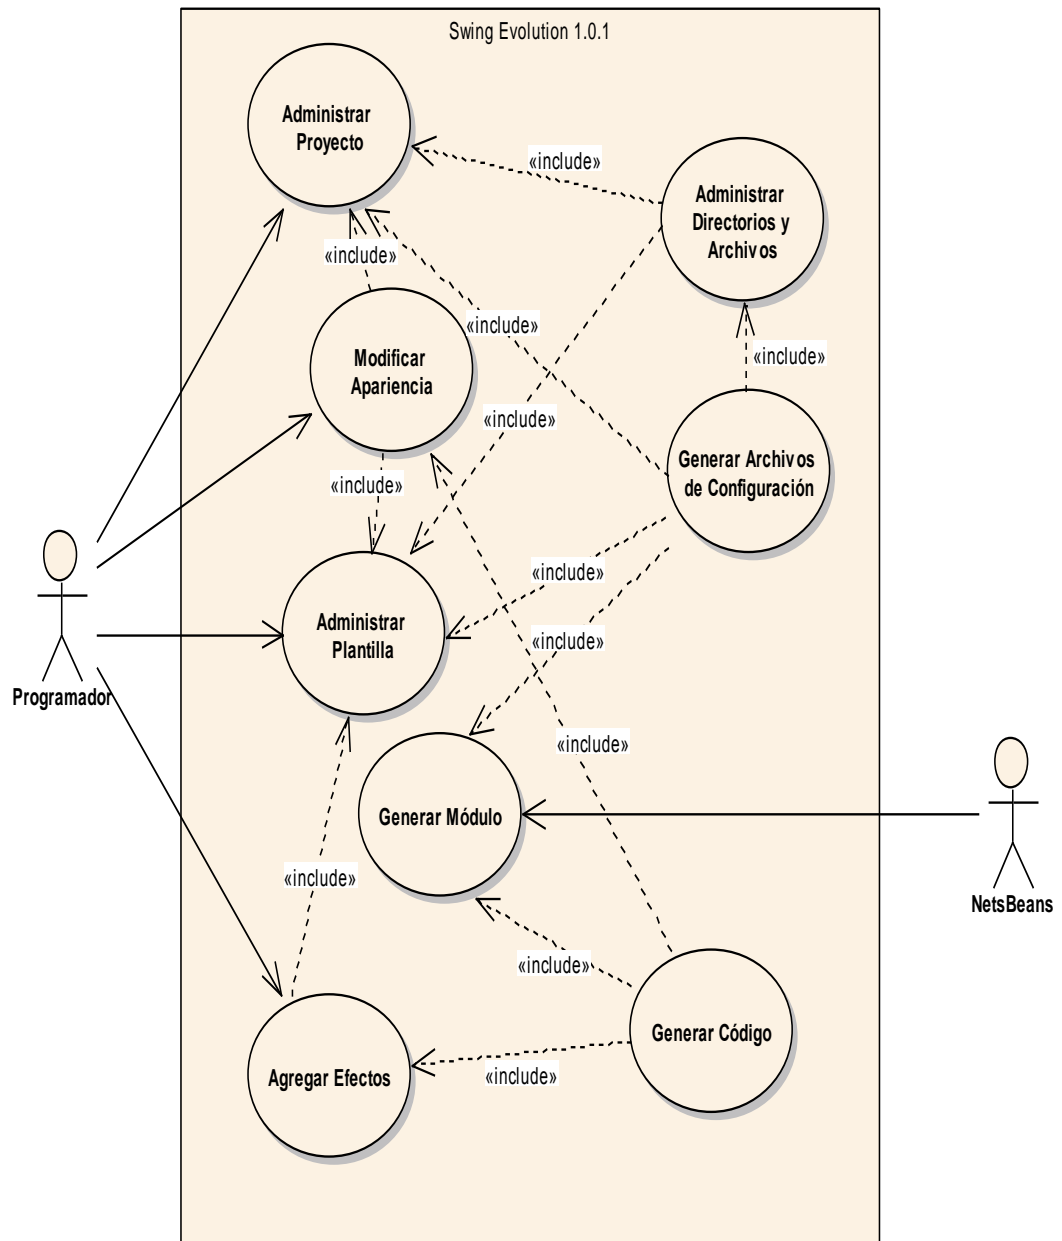 Swing Evolution 1.0.1
Administrar
Proyecto
«include»
Administrar
Directorios y
Archivos
«include»
«include»
«include»
Modificar
Apariencia
«include»
Generar Archivos
de Configuración
«include»
«include»
Administrar
Plantilla
«include»
Programador
«include»
«include»
Generar Módulo
NetsBeans
«include»
«include»
Generar Código
Agregar Efectos
«include»